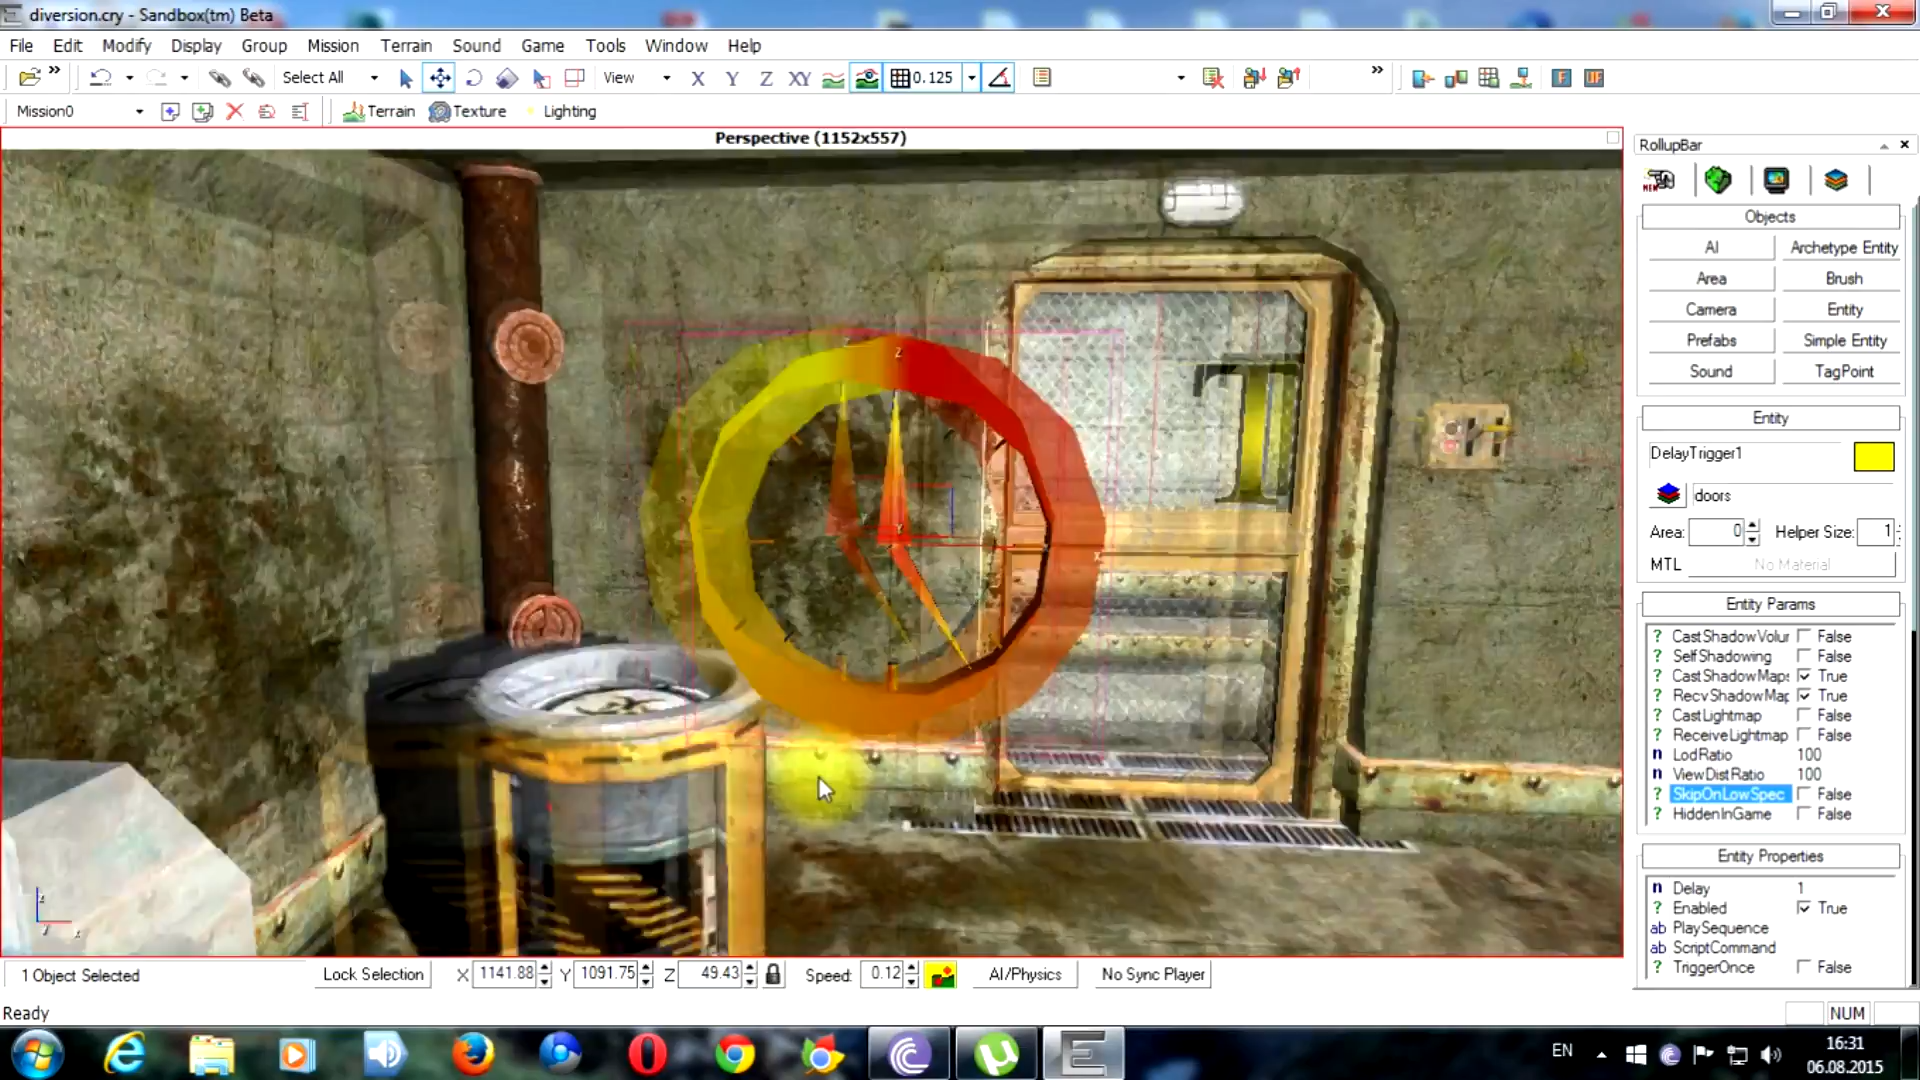 diversion.cry - Sandbox(tm) Beta
File Edit Modify Display Group Mission Terrain Sound Game Tools Window Help
Select All View X Y Z XY 0.125 F UF
Mission0 Terrain Texture Lighting
Perspective (1152x557)
RollupBar
Objects
AI Archetype Entity
Area Brush
Camera Entity
Prefabs Simple Entity
Sound TagPoint
Entity
DelayTrigger1
doors
Area: 0 Helper Size: 1
MTL No Material
Entity Params
? CastShadowVolur False
? SelfShadowing False
? CastShadowMaps True
? RecvShadowMap True
? CastLightmap False
? ReceiveLightmap False
n LodRatio 100
n ViewDistRatio 100
? SkipOnLowSpec False
? HiddenInGame False
Entity Properties
n Delay 1
? Enabled True
ab PlaySequence
ab ScriptCommand
? TriggerOnce False
1 Object Selected Lock Selection X 1141.88 Y 1091.75 Z 49.43 Speed: 0.12 AI/Physics No Sync Player
Ready NUM
EN 16:31
06.08.2015